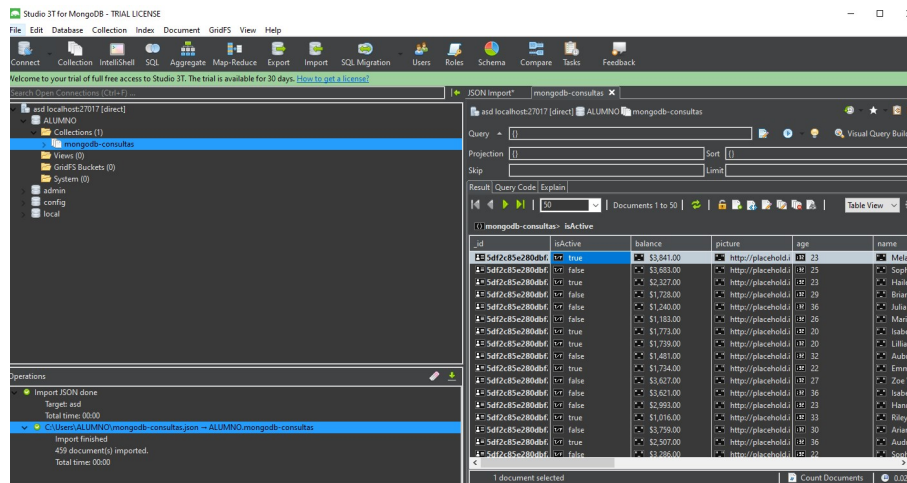 Studio 3T for MongoDB - TRIAL LICENSE
File Edit Database Collection Index Document GridFS View Help
Connect Collection IntelliShell SQL Aggregate Map-Reduce Export Import SQL Migration Users Roles Schema Compare Tasks Feedback
Welcome to your trial of full free access to Studio 3T. The trial is available for 30 days. How to get a license?
Search Open Connections (Ctrl+F) ...
asd localhost:27017 [direct]
ALUMNO
Collections (1)
mongodb-consultas
Views (0)
GridFS Buckets (0)
System (0)
admin
config
local
Operations
Import JSON done
Target: asd
Total time: 00:00
C:\Users\ALUMNO\mongodb-consultas.json → ALUMNO.mongodb-consultas
Import finished
459 document(s) imported.
Total time: 00:00
JSON Import* mongodb-consultas
asd localhost:27017 [direct] ALUMNO mongodb-consultas
Query {} Visual Query Buil
Projection {} Sort {}
Skip Limit
Result Query Code Explain
50 Documents 1 to 50 Table View
mongodb-consultas> isActive
_id isActive balance picture age name
5df2c85e280dbf. true $3,841.00 http://placehold.i 23 Mela
5df2c85e280dbf. false $3,683.00 http://placehold.i 25 Soph
5df2c85e280dbf. true $2,327.00 http://placehold.i 23 Haile
5df2c85e280dbf. false $1,728.00 http://placehold.i 29 Brian
5df2c85e280dbf. false $1,240.00 http://placehold.i 36 Julia
5df2c85e280dbf. false $1,183.00 http://placehold.i 26 Mari
5df2c85e280dbf. true $1,773.00 http://placehold.i 20 Isabe
5df2c85e280dbf. true $1,739.00 http://placehold.i 20 Lillia
5df2c85e280dbf. false $1,481.00 http://placehold.i 32 Aub
5df2c85e280dbf. true $1,734.00 http://placehold.i 22 Emm
5df2c85e280dbf. false $3,627.00 http://placehold.i 27 Zoe
5df2c85e280dbf. false $3,621.00 http://placehold.i 36 Isabe
5df2c85e280dbf. false $2,993.00 http://placehold.i 23 Hann
5df2c85e280dbf. true $1,016.00 http://placehold.i 33 Riley
5df2c85e280dbf. false $3,759.00 http://placehold.i 30 Aria
5df2c85e280dbf. true $2,507.00 http://placehold.i 36 Audr
5df2c85e280dbf. false $3,286.00 http://placehold.i 22 Soph
1 document selected Count Documents 0.02